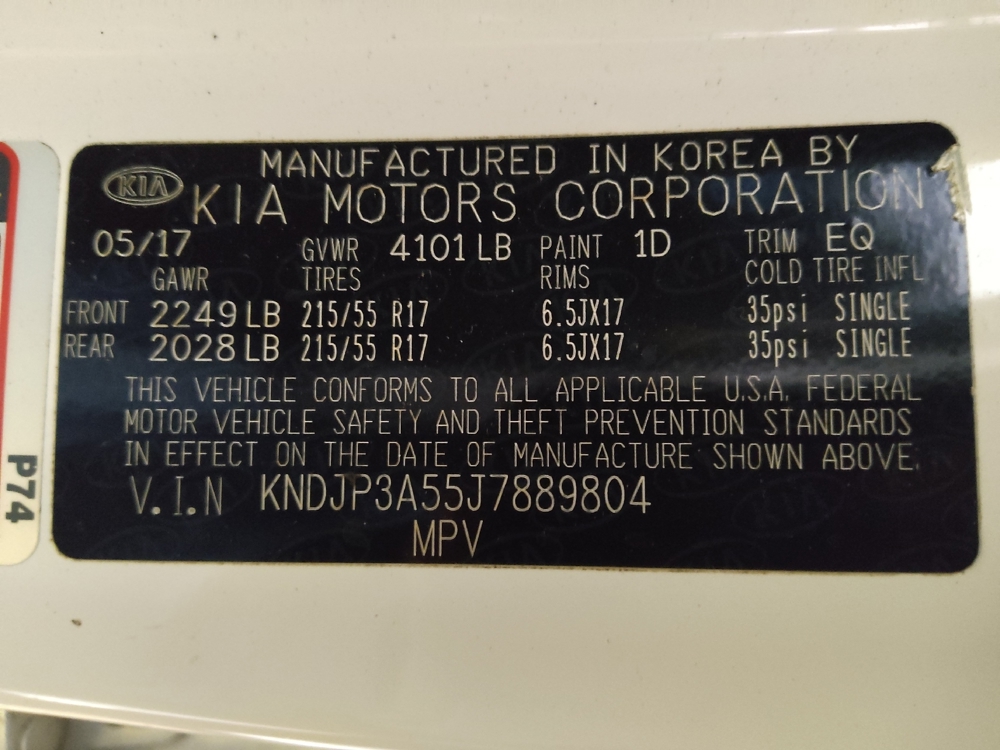 MANUFACTURED IN KOREA BY
KIA
KIA MOTORS CORPORATION
05/17 GVWR 4101 LB PAINT 1D TRIM EQ
GAWR TIRES RIMS COLD TIRE INFL
FRONT 2249 LB 215/55 R17 6.5JX17 35psi SINGLE
REAR 2028 LB 215/55 R17 6.5JX17 35psi SINGLE
THIS VEHICLE CONFORMS TO ALL APPLICABLE U.S.A. FEDERAL
MOTOR VEHICLE SAFETY AND THEFT PREVENTION STANDARDS
IN EFFECT ON THE DATE OF MANUFACTURE SHOWN ABOVE.
V.I.N KNDJP3A55J7889804
MPV
P74